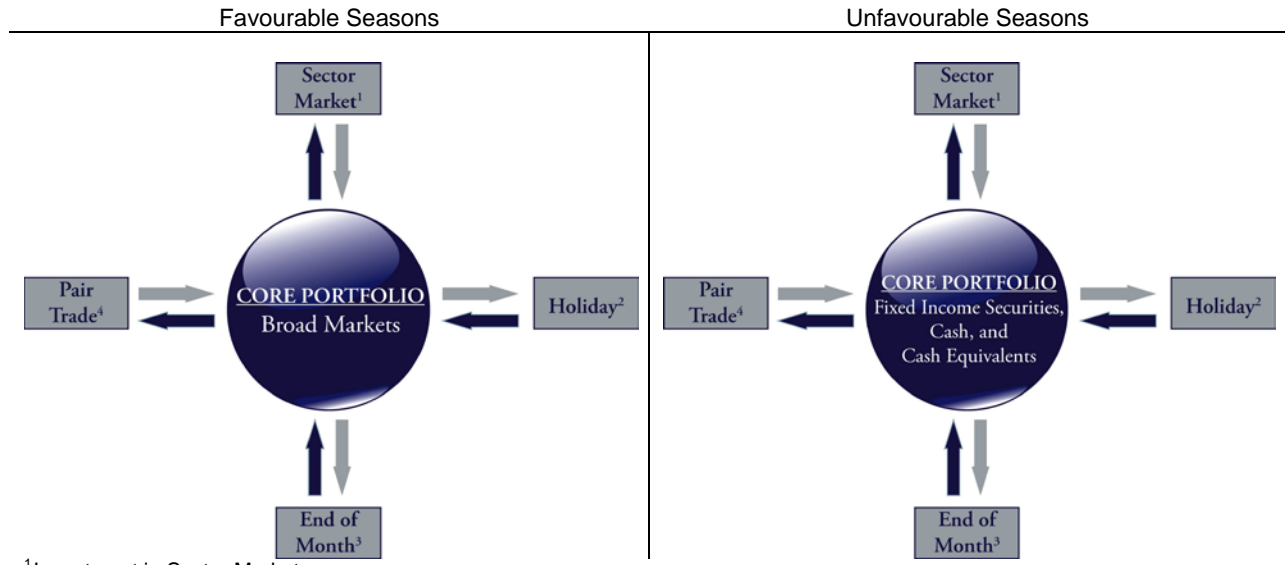 Favourable Seasons
Sector
Market¹
Pair
Trade⁴
CORE PORTFOLIO
Broad Markets
Holiday²
End of
Month³
Unfavourable Seasons
Sector
Market¹
Pair
Trade⁴
CORE PORTFOLIO
Fixed Income Securities,
Cash, and
Cash Equivalents
Holiday²
End of
Month³